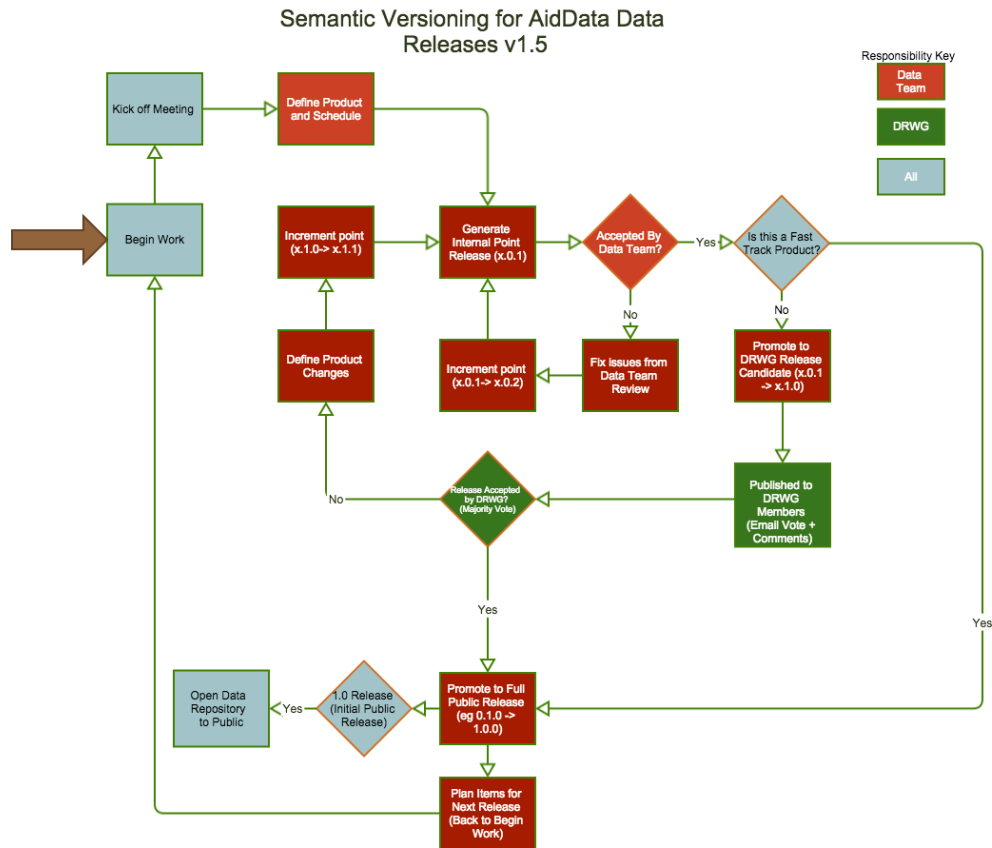 Semantic Versioning for AidData Data
Releases v1.5
Responsibility Key
Data
Team
DRWG
All
Kick off Meeting
Define Product
and Schedule
Begin Work
Increment point
(x.1.0-> x.1.1)
Generate
Internal Point
Release (x.0.1)
Accepted By
Data Team?
Yes
Is this a Fast
Track Product?
No
No
Define Product
Changes
Increment point
(x.0.1-> x.0.2)
Fix issues from
Data Team
Review
Promote to
DRWG Release
Candidate (x.0.1
-> x.1.0)
Release Accepted
by DRWG?
(Majority Vote)
No
Published to
DRWG
Members
(Email Vote +
Comments)
Yes
Yes
Open Data
Repository
to Public
Yes
1.0 Release
(Initial Public
Release)
Promote to Full
Public Release
(eg 0.1.0 ->
1.0.0)
Plan Items for
Next Release
(Back to Begin
Work)